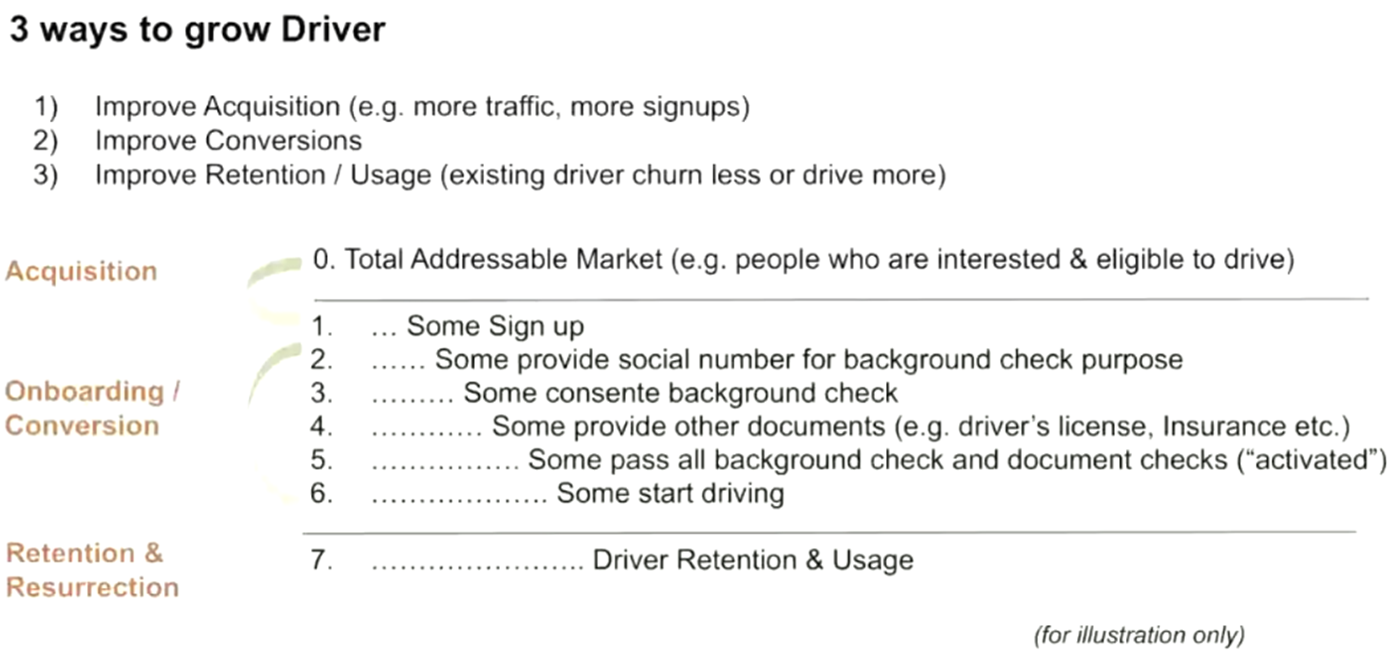 3 ways to grow Driver
1) Improve Acquisition (e.g. more traffic, more signups)
2) Improve Conversions
3) Improve Retention / Usage (existing driver churn less or drive more)
Acquisition
0. Total Addressable Market (e.g. people who are interested & eligible to drive)
1. ... Some Sign up
2. ...... Some provide social number for background check purpose
Onboarding /
Conversion
3. ......... Some consente background check
4. ............ Some provide other documents (e.g. driver's license, Insurance etc.)
5. ................ Some pass all background check and document checks (“activated”)
6. ................... Some start driving
Retention &
Resurrection
7. ....................... Driver Retention & Usage
(for illustration only)